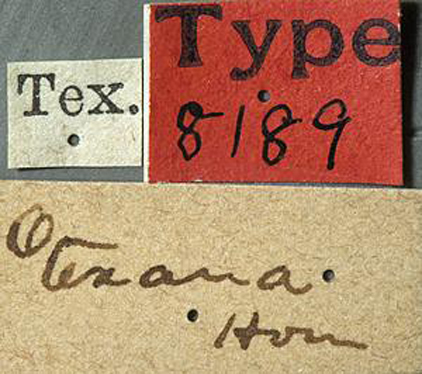 Tex.
Type
8189
O
texana
Horn